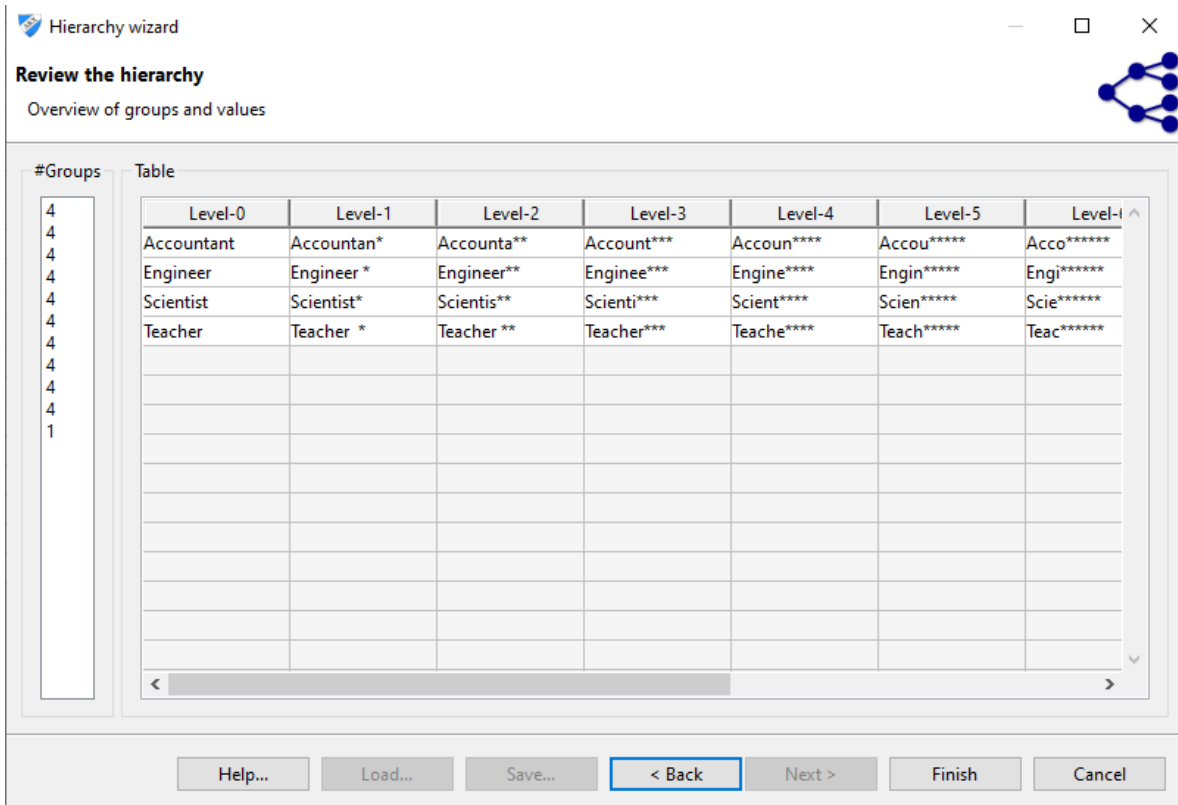 Hierarchy wizard
Review the hierarchy
Overview of groups and values
#Groups
Table
4
4
4
4
4
4
4
4
4
4
1
Level-0 Level-1 Level-2 Level-3 Level-4 Level-5 Level-
Accountant Accountan* Accounta** Account*** Accoun**** Accou***** Acco******
Engineer Engineer * Engineer** Enginee*** Engine**** Engin***** Engi******
Scientist Scientist* Scientis** Scienti*** Scient**** Scien***** Scie******
Teacher Teacher  * Teacher ** Teacher*** Teache**** Teach***** Teac******
Help... Load... Save... < Back Next > Finish Cancel